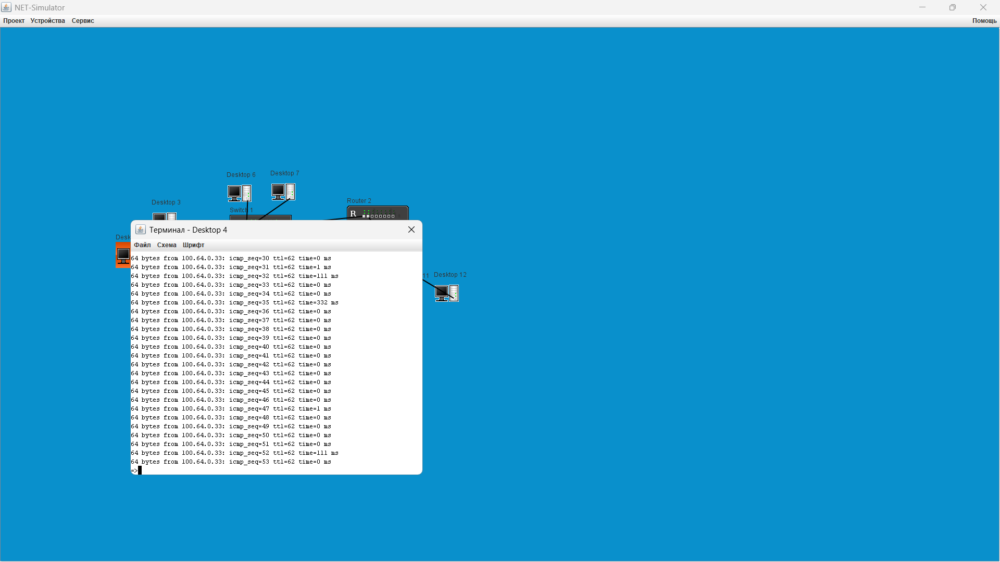 NET-Simulator
Проект Устройства Сервис Помощь
Desktop 6 Desktop 7
Desktop 3
Router 2
Switch 1
R
Desk
Терминал - Desktop 4
Файл Схема Шрифт
64 bytes from 100.64.0.33: icmp_seq=30 ttl=62 time=0 ms
64 bytes from 100.64.0.33: icmp_seq=31 ttl=62 time=1 ms
64 bytes from 100.64.0.33: icmp_seq=32 ttl=62 time=111 ms
64 bytes from 100.64.0.33: icmp_seq=33 ttl=62 time=0 ms
64 bytes from 100.64.0.33: icmp_seq=34 ttl=62 time=0 ms
64 bytes from 100.64.0.33: icmp_seq=35 ttl=62 time=332 ms
64 bytes from 100.64.0.33: icmp_seq=36 ttl=62 time=0 ms
64 bytes from 100.64.0.33: icmp_seq=37 ttl=62 time=0 ms
64 bytes from 100.64.0.33: icmp_seq=38 ttl=62 time=0 ms
64 bytes from 100.64.0.33: icmp_seq=39 ttl=62 time=0 ms
64 bytes from 100.64.0.33: icmp_seq=40 ttl=62 time=0 ms
64 bytes from 100.64.0.33: icmp_seq=41 ttl=62 time=0 ms
64 bytes from 100.64.0.33: icmp_seq=42 ttl=62 time=0 ms
64 bytes from 100.64.0.33: icmp_seq=43 ttl=62 time=0 ms
64 bytes from 100.64.0.33: icmp_seq=44 ttl=62 time=0 ms
64 bytes from 100.64.0.33: icmp_seq=45 ttl=62 time=0 ms
64 bytes from 100.64.0.33: icmp_seq=46 ttl=62 time=0 ms
64 bytes from 100.64.0.33: icmp_seq=47 ttl=62 time=1 ms
64 bytes from 100.64.0.33: icmp_seq=48 ttl=62 time=0 ms
64 bytes from 100.64.0.33: icmp_seq=49 ttl=62 time=0 ms
64 bytes from 100.64.0.33: icmp_seq=50 ttl=62 time=0 ms
64 bytes from 100.64.0.33: icmp_seq=51 ttl=62 time=0 ms
64 bytes from 100.64.0.33: icmp_seq=52 ttl=62 time=111 ms
64 bytes from 100.64.0.33: icmp_seq=53 ttl=62 time=0 ms
=>
11 Desktop 12